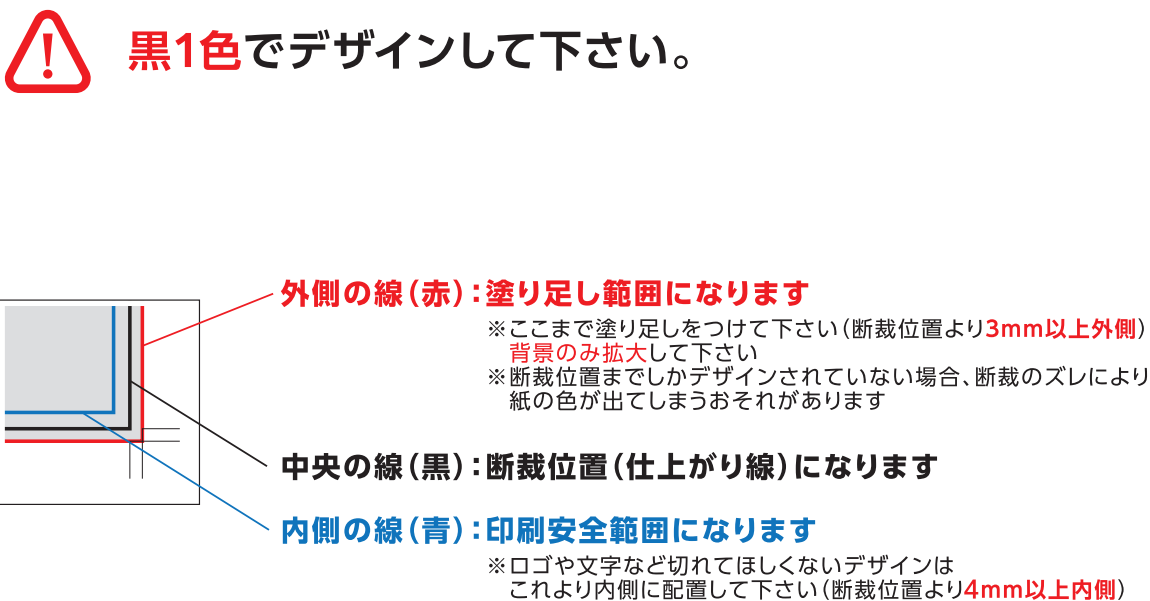 黒1色でデザインして下さい。
外側の線(赤):塗り足し範囲になります
※ここまで塗り足しをつけて下さい(断裁位置より3mm以上外側)
背景のみ拡大して下さい
※断裁位置までしかデザインされていない場合、断裁のズレにより
紙の色が出てしまうおそれがあります
中央の線(黒):断裁位置(仕上がり線)になります
内側の線(青):印刷安全範囲になります
※ロゴや文字など切れてほしくないデザインは
これより内側に配置して下さい(断裁位置より4mm以上内側)